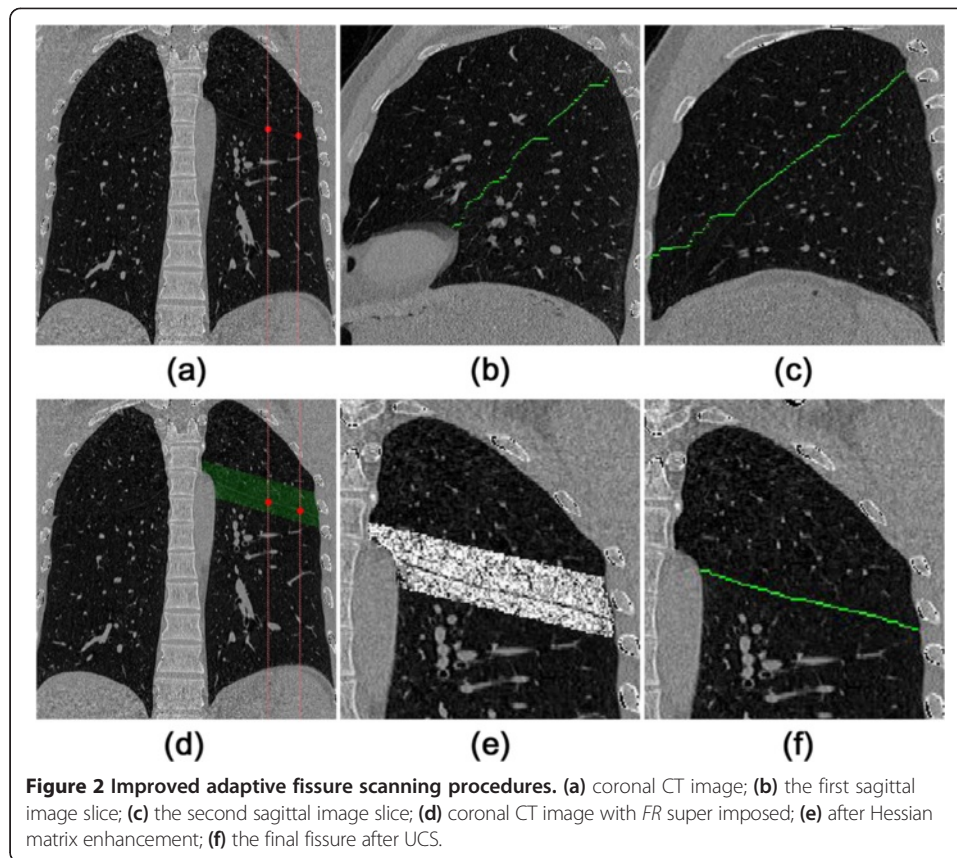 (a)
(b)
(c)
(d)
(e)
(f)
Figure 2 Improved adaptive fissure scanning procedures. (a) coronal CT image; (b) the first sagittal
image slice; (c) the second sagittal image slice; (d) coronal CT image with FR super imposed; (e) after Hessian
matrix enhancement; (f) the final fissure after UCS.